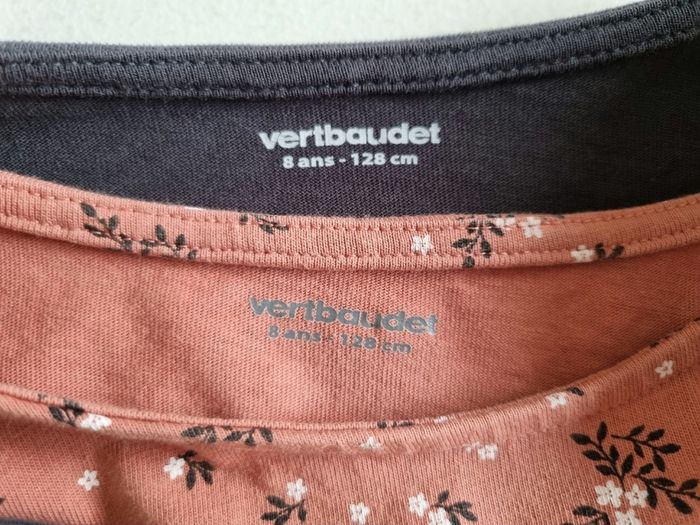 vertbaudet
8 ans - 128 cm
vertbaudet
8 ans - 128 cm